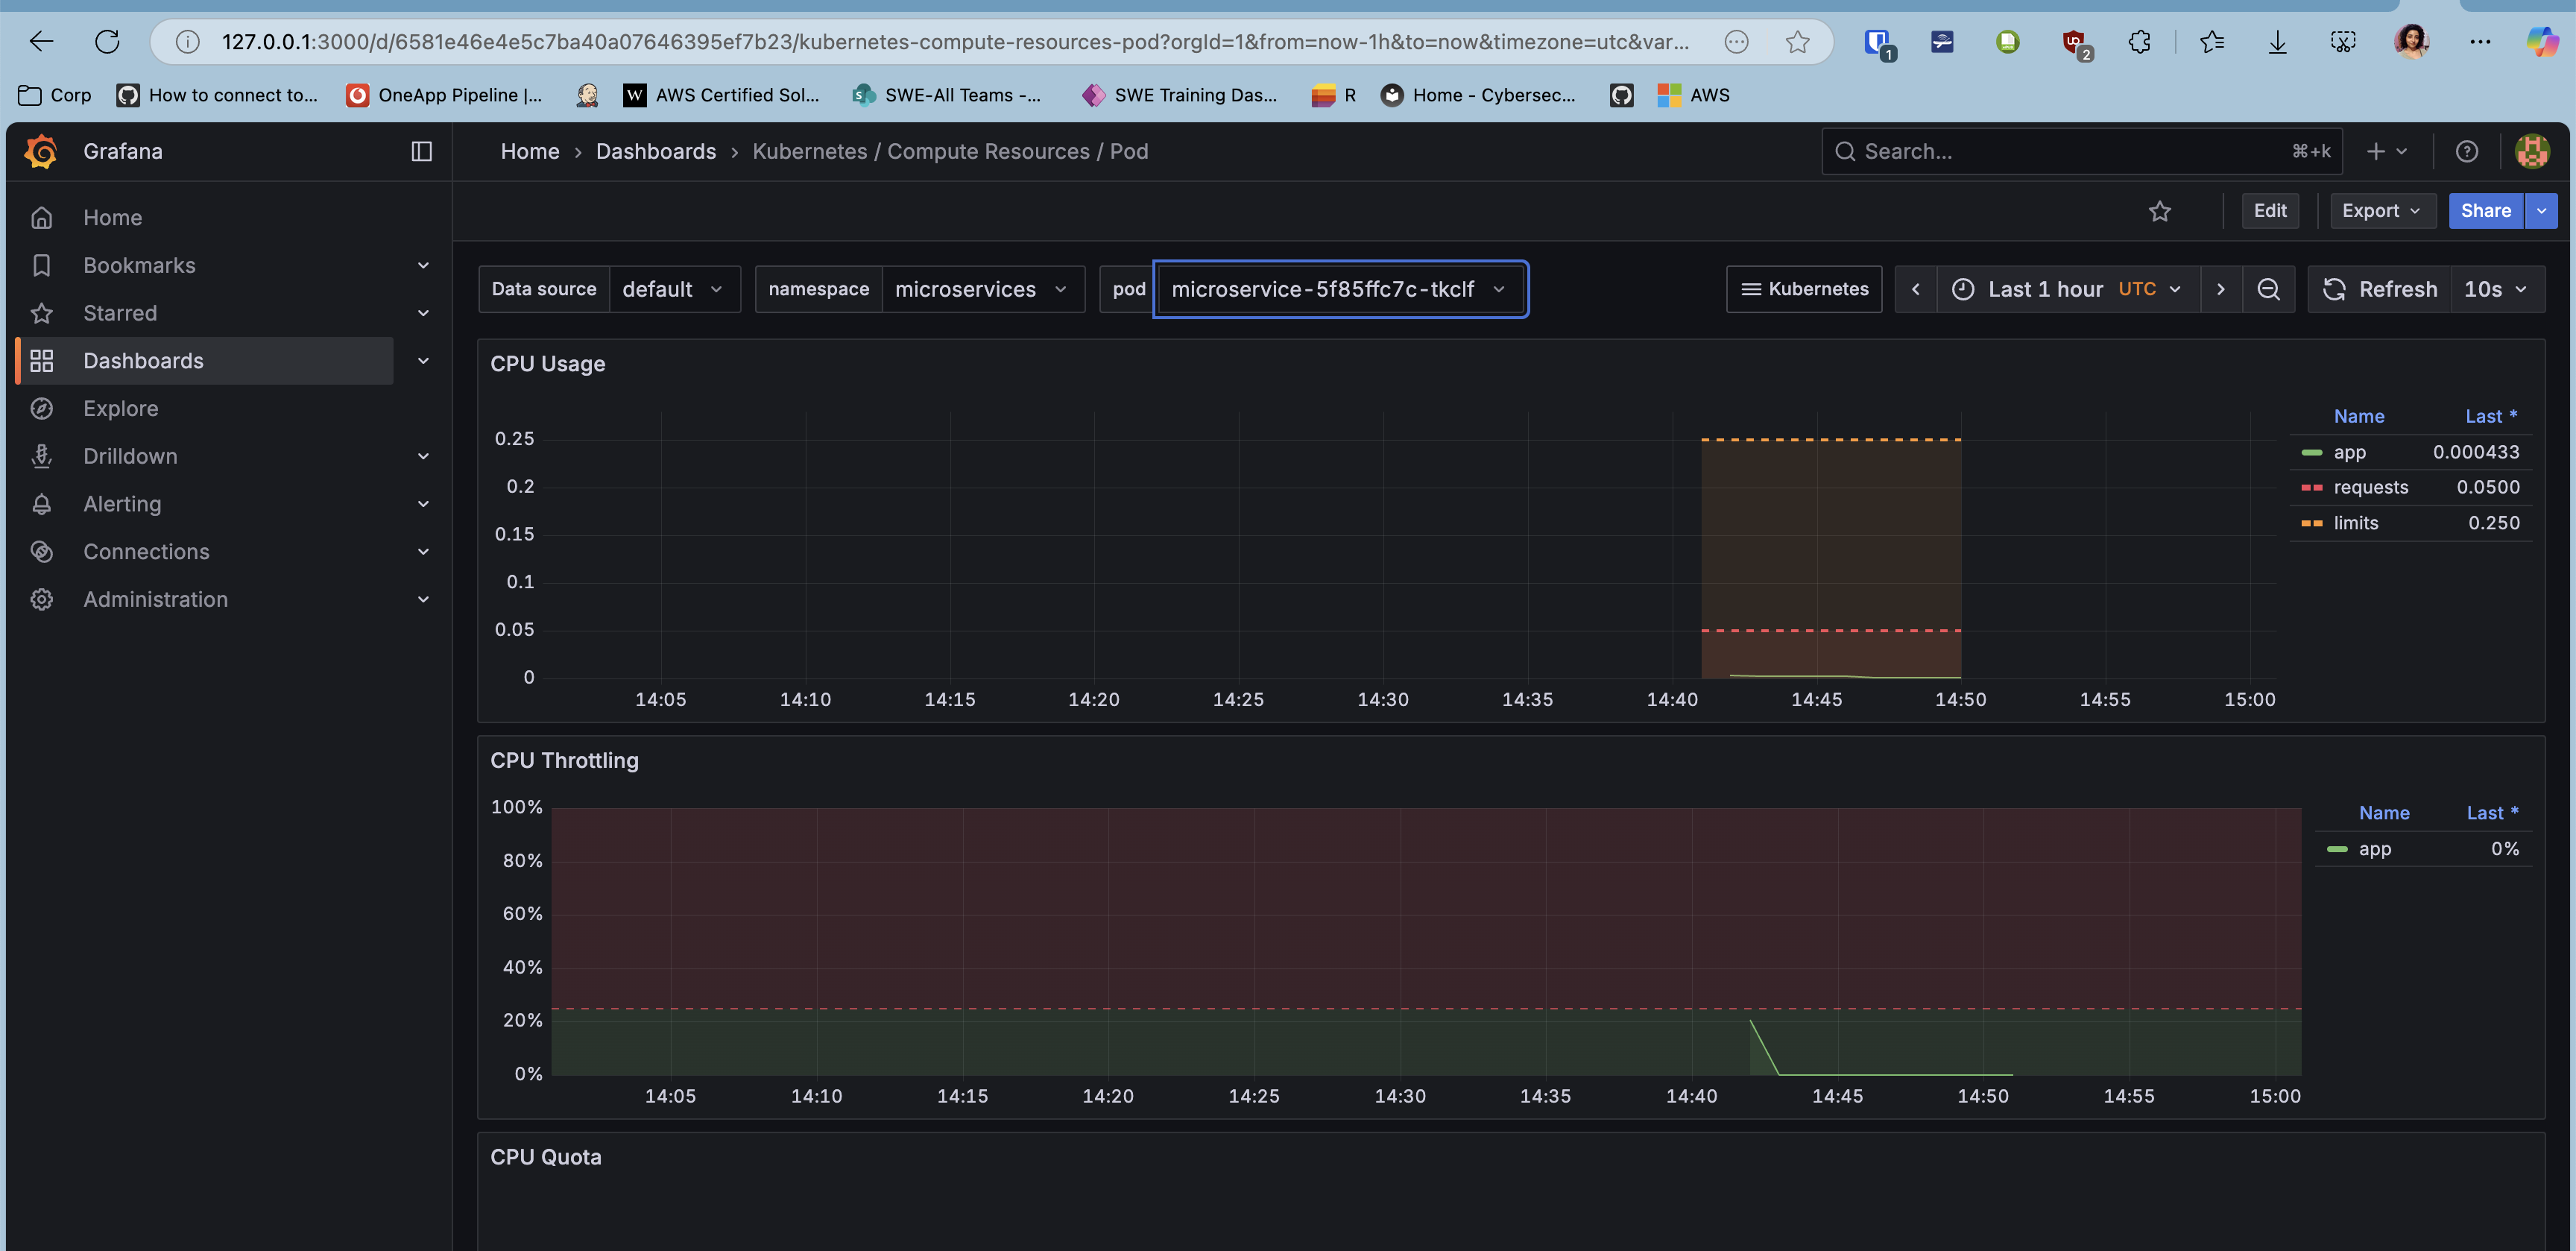 127.0.0.1:3000/d/6581e46e4e5c7ba40a07646395ef7b23/kubernetes-compute-resources-pod?orgId=1&from=now-1h&to=now&timezone=utc&var...
1
2
Corp How to connect to... OneApp Pipeline |... W AWS Certified Sol... SWE-All Teams -... SWE Training Das... R Home - Cybersec... AWS
Grafana
Home › Dashboards › Kubernetes / Compute Resources / Pod
Search... ⌘+k
Home
Bookmarks
Starred
Dashboards
Explore
Drilldown
Alerting
Connections
Administration
Edit Export Share
Data source default namespace microservices pod microservice-5f85ffc7c-tkclf Kubernetes Last 1 hour UTC Refresh 10s
CPU Usage
0.25
0.2
0.15
0.1
0.05
0
14:05 14:10 14:15 14:20 14:25 14:30 14:35 14:40 14:45 14:50 14:55 15:00
Name Last *
app 0.000433
requests 0.0500
limits 0.250
CPU Throttling
100%
80%
60%
40%
20%
0%
14:05 14:10 14:15 14:20 14:25 14:30 14:35 14:40 14:45 14:50 14:55 15:00
Name Last *
app 0%
CPU Quota